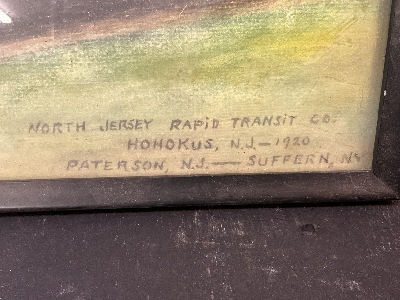 NORTH JERSEY RAPID TRANSIT CO.
HOHOKUS, N.J.—1920
PATERSON, N.J.—SUFFERN, NY